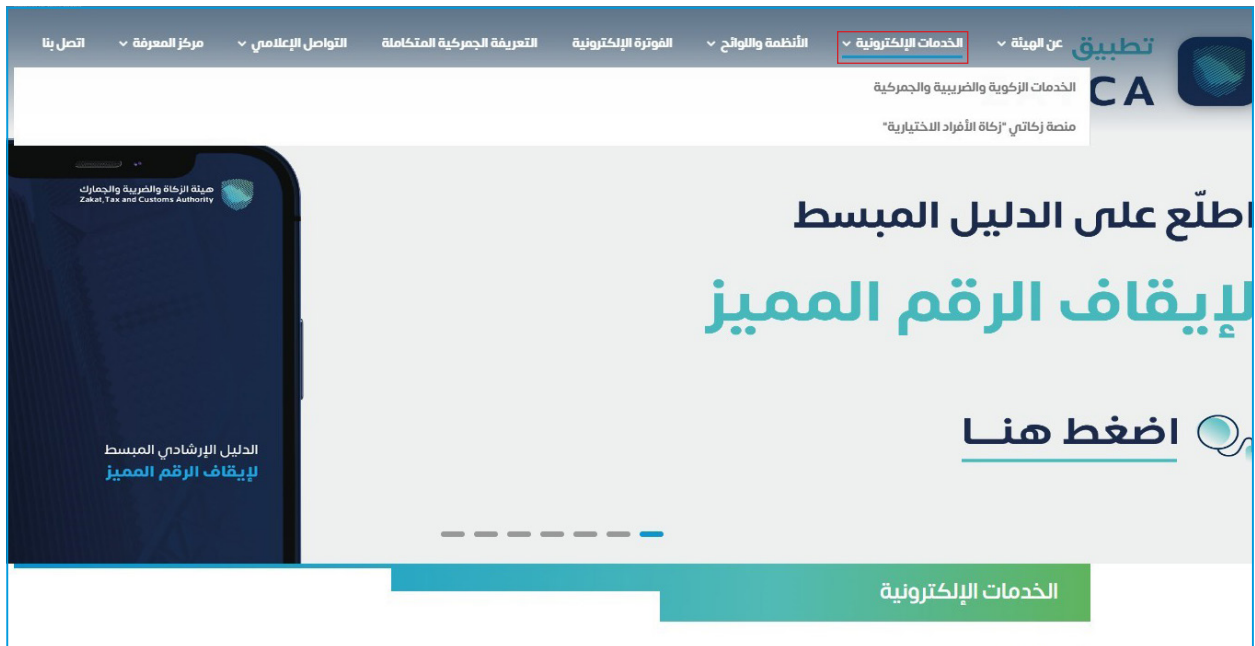 عن الهيئة الخدمات الإلكترونية الأنظمة واللوائح الفوترة الإلكترونية التعريفة الجمركية المتكاملة التواصل الإعلامي مركز المعرفة اتصل بنا
تطبيق
CA
الخدمات الزكوية والضريبية والجمركية
منصة زكاتي "زكاة الأفراد الاختيارية"
اطلّع على الدليل المبسط
لإيقاف الرقم المميز
اضغط هنا
هيئة الزكاة والضريبة والجمارك
Zakat, Tax and Customs Authority
الدليل الإرشادي المبسط
لإيقاف الرقم المميز
الخدمات الإلكترونية